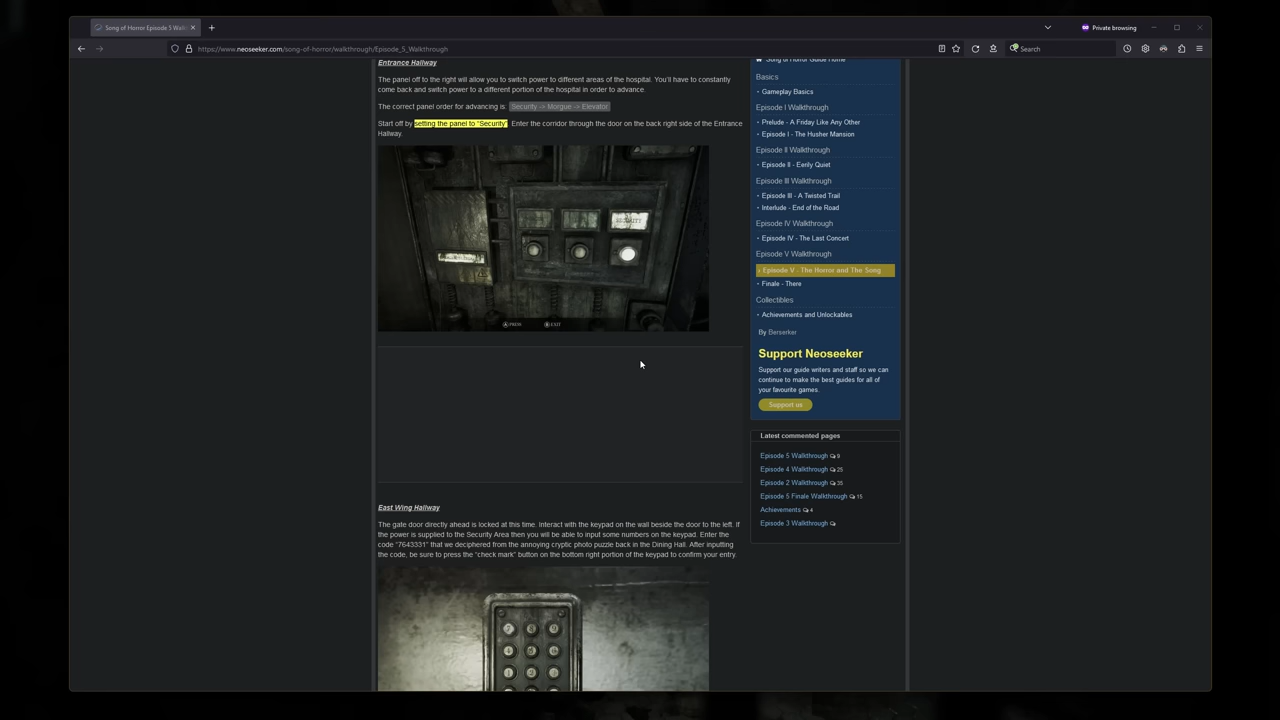 Song of Horror Episode 5 Walk
Private browsing
https://www.neoseeker.com/song-of-horror/walkthrough/Episode_5_Walkthrough
Search
Entrance Hallway
The panel off to the right will allow you to switch power to different areas of the hospital. You'll have to constantly
come back and switch power to a different portion of the hospital in order to advance.
The correct panel order for advancing is: Security -> Morgue -> Elevator.
Start off by setting the panel to "Security". Enter the corridor through the door on the back right side of the Entrance
Hallway.
SECURITY
PRESS
EXIT
East Wing Hallway
The gate door directly ahead is locked at this time. Interact with the keypad on the wall beside the door to the left. If
the power is supplied to the Security Area then you will be able to input some numbers on the keypad. Enter the
code "7643331" that we deciphered from the annoying cryptic photo puzzle back in the Dining Hall. After inputting
the code, be sure to press the "check mark" button on the bottom right portion of the keypad to confirm your entry.
7 8 9
Song of Horror Guide Home
Basics
Gameplay Basics
Episode I Walkthrough
Prelude - A Friday Like Any Other
Episode I - The Husher Mansion
Episode II Walkthrough
Episode II - Eerily Quiet
Episode III Walkthrough
Episode III - A Twisted Trail
Interlude - End of the Road
Episode IV Walkthrough
Episode IV - The Last Concert
Episode V Walkthrough
Episode V - The Horror and The Song
Finale - There
Collectibles
Achievements and Unlockables
By Berserker
Support Neoseeker
Support our guide writers and staff so we can
continue to make the best guides for all of
your favourite games.
Support us
Latest commented pages
Episode 5 Walkthrough 9
Episode 4 Walkthrough 25
Episode 2 Walkthrough 35
Episode 5 Finale Walkthrough 15
Achievements 4
Episode 3 Walkthrough